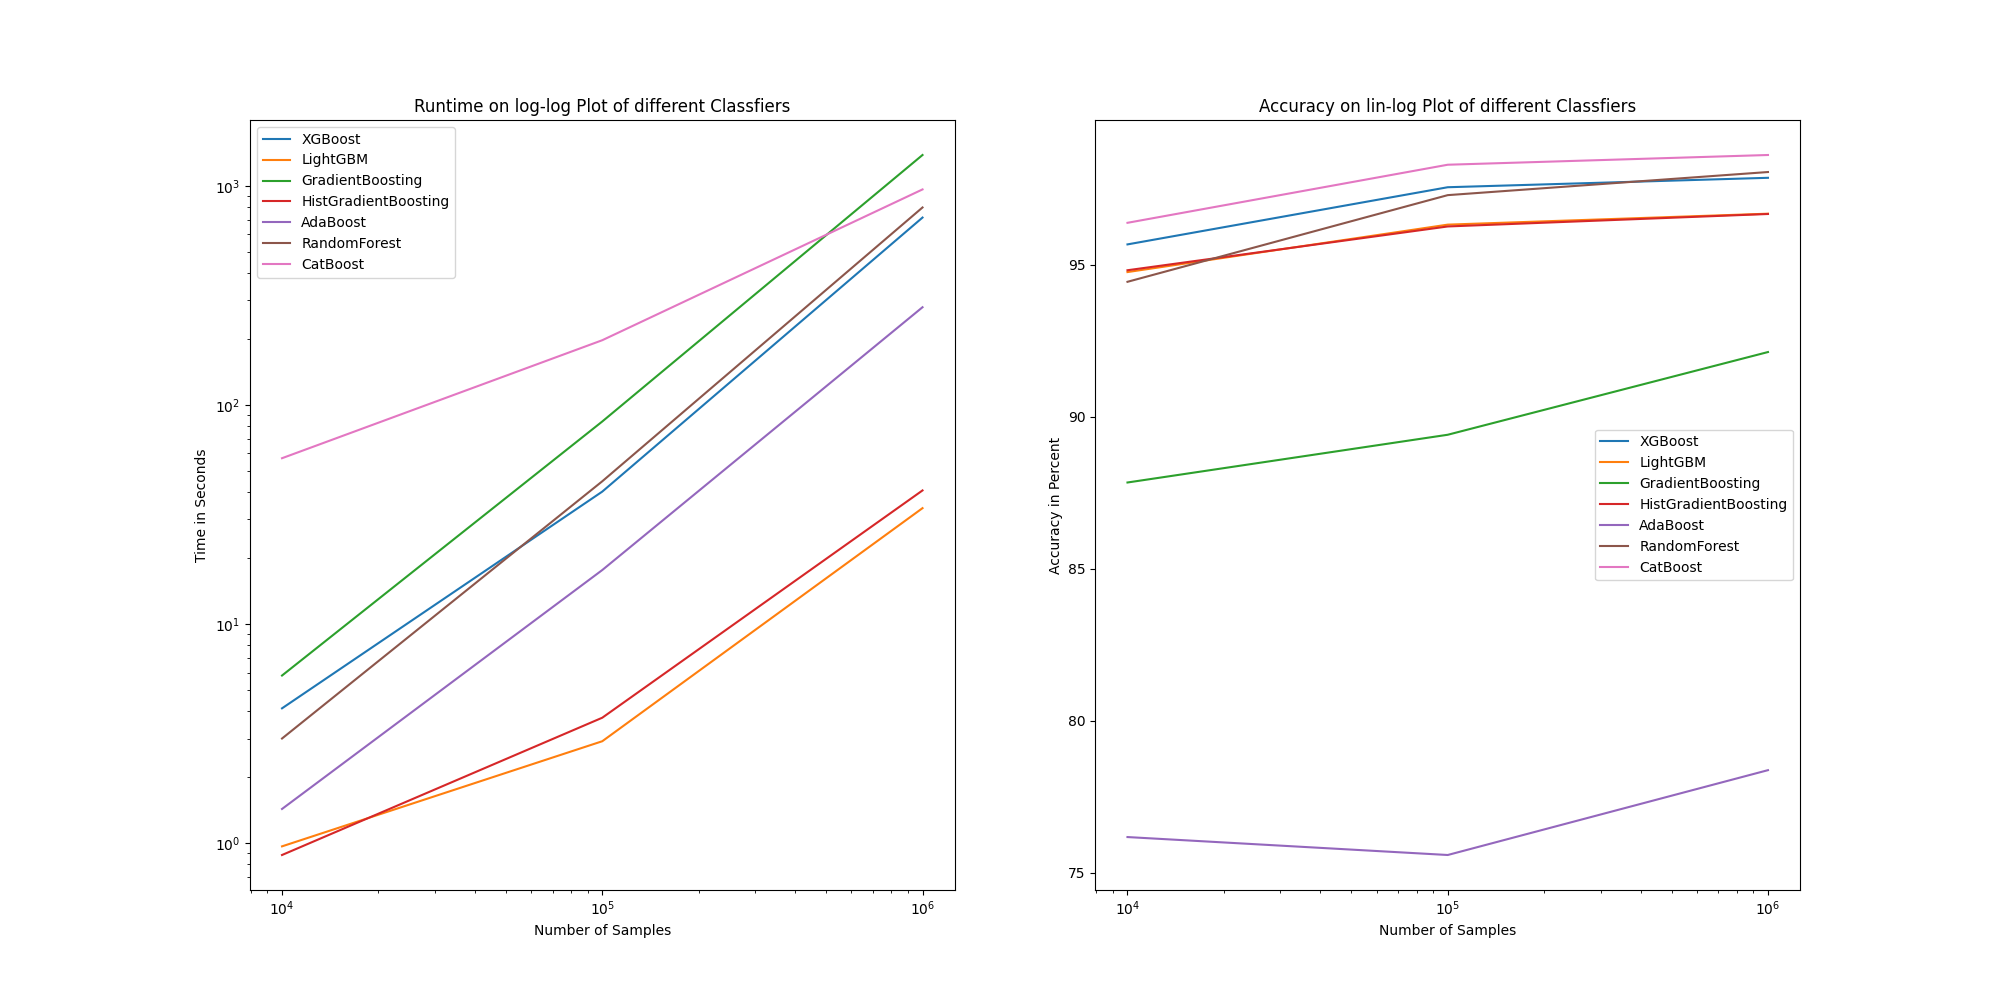 Runtime on log-log Plot of different Classfiers
XGBoost
LightGBM
GradientBoosting
HistGradientBoosting
AdaBoost
RandomForest
CatBoost
10³
10²
10¹
10⁰
Time in Seconds
10⁴ 10⁵ 10⁶
Number of Samples
Accuracy on lin-log Plot of different Classfiers
95
90
85
80
75
Accuracy in Percent
XGBoost
LightGBM
GradientBoosting
HistGradientBoosting
AdaBoost
RandomForest
CatBoost
10⁴ 10⁵ 10⁶
Number of Samples